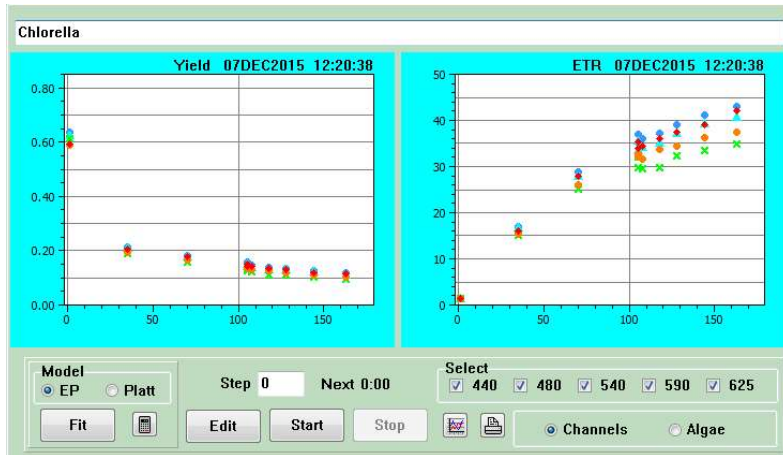 Chlorella
Yield 07DEC2015 12:20:38
0.80
0.60
0.40
0.20
0.00
0 50 100 150
ETR 07DEC2015 12:20:38
50
40
30
20
10
0
0 50 100 150
Model
EP Platt
Fit
Step 0 Next 0:00
Edit Start Stop
Select
440 480 540 590 625
Channels Algae